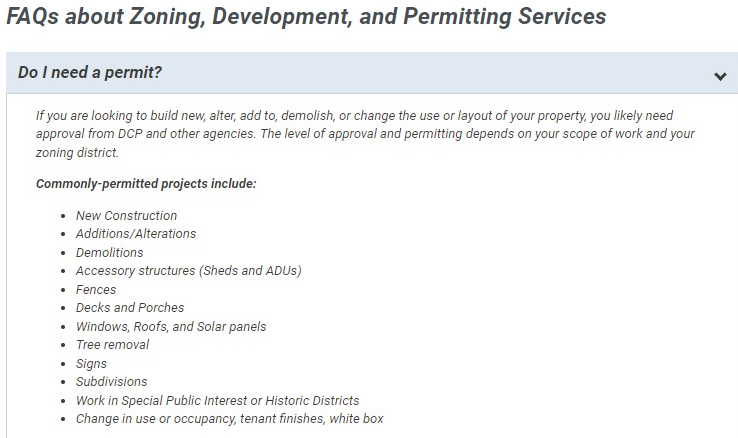 FAQs about Zoning, Development, and Permitting Services
Do I need a permit?
If you are looking to build new, alter, add to, demolish, or change the use or layout of your property, you likely need
approval from DCP and other agencies. The level of approval and permitting depends on your scope of work and your
zoning district.
Commonly-permitted projects include:
• New Construction
• Additions/Alterations
• Demolitions
• Accessory structures (Sheds and ADUs)
• Fences
• Decks and Porches
• Windows, Roofs, and Solar panels
• Tree removal
• Signs
• Subdivisions
• Work in Special Public Interest or Historic Districts
• Change in use or occupancy, tenant finishes, white box